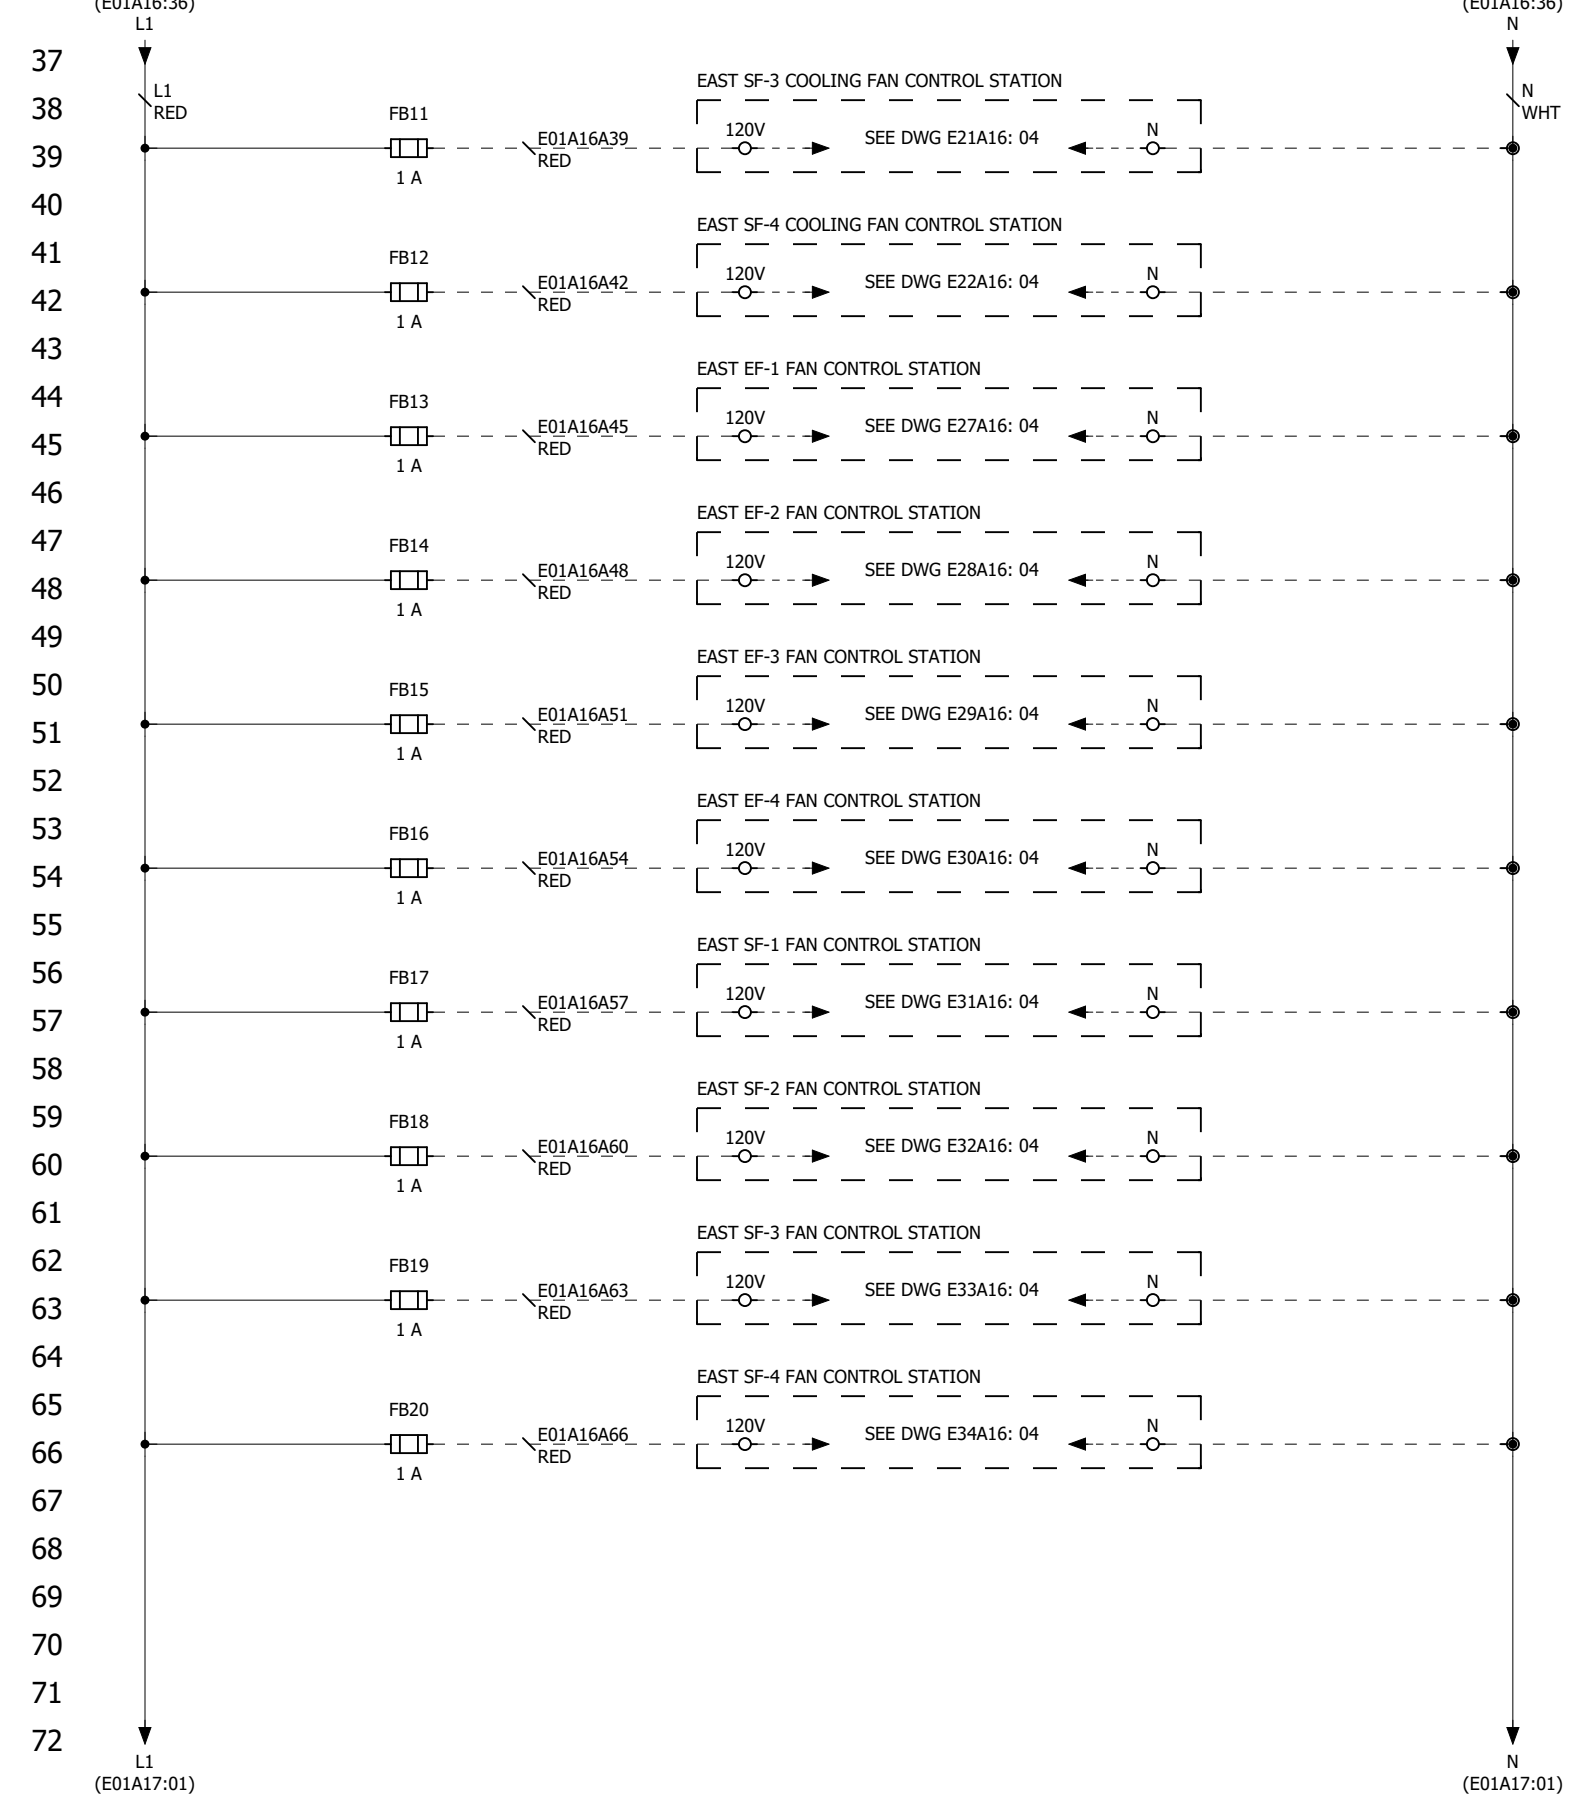 (E01A16:36) (E01A16:36)
L1 N
37
L1 N
38 RED WHT
EAST SF-3 COOLING FAN CONTROL STATION
FB11
39 1 A E01A16A39 RED 120V SEE DWG E21A16: 04 N
40
EAST SF-4 COOLING FAN CONTROL STATION
41
FB12
42 1 A E01A16A42 RED 120V SEE DWG E22A16: 04 N
43
EAST EF-1 FAN CONTROL STATION
44
FB13
45 1 A E01A16A45 RED 120V SEE DWG E27A16: 04 N
46
EAST EF-2 FAN CONTROL STATION
47
FB14
48 1 A E01A16A48 RED 120V SEE DWG E28A16: 04 N
49
EAST EF-3 FAN CONTROL STATION
50
FB15
51 1 A E01A16A51 RED 120V SEE DWG E29A16: 04 N
52
EAST EF-4 FAN CONTROL STATION
53
FB16
54 1 A E01A16A54 RED 120V SEE DWG E30A16: 04 N
55
EAST SF-1 FAN CONTROL STATION
56
FB17
57 1 A E01A16A57 RED 120V SEE DWG E31A16: 04 N
58
EAST SF-2 FAN CONTROL STATION
59
FB18
60 1 A E01A16A60 RED 120V SEE DWG E32A16: 04 N
61
EAST SF-3 FAN CONTROL STATION
62
FB19
63 1 A E01A16A63 RED 120V SEE DWG E33A16: 04 N
64
EAST SF-4 FAN CONTROL STATION
65
FB20
66 1 A E01A16A66 RED 120V SEE DWG E34A16: 04 N
67
68
69
70
71
72
L1 N
(E01A17:01) (E01A17:01)